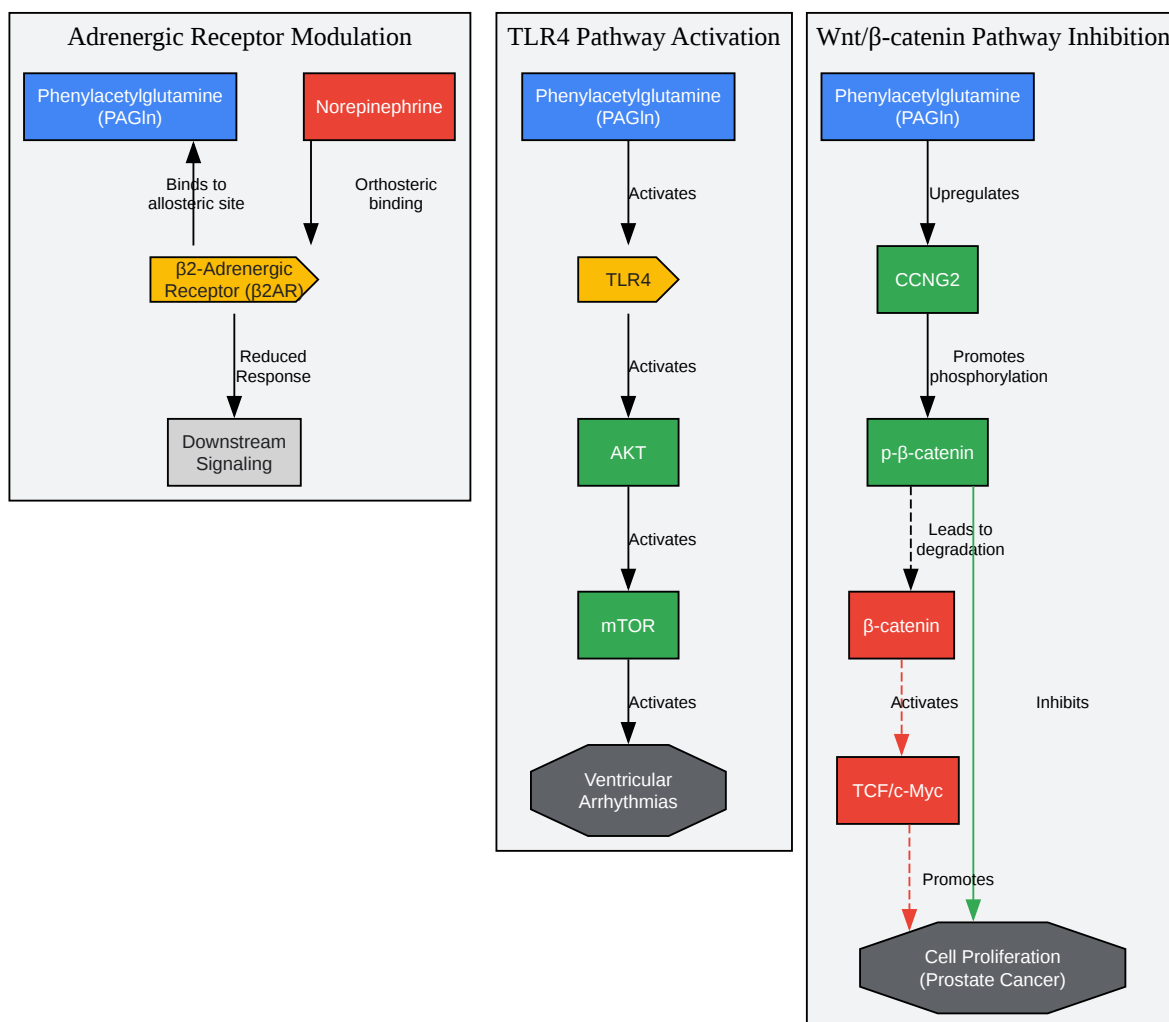 Adrenergic Receptor Modulation
Phenylacetylglutamine
(PAGln)
Norepinephrine
Binds to
allosteric site
Orthosteric
binding
β2-Adrenergic
Receptor (β2AR)
Reduced
Response
Downstream
Signaling
TLR4 Pathway Activation
Phenylacetylglutamine
(PAGln)
Activates
TLR4
Activates
AKT
Activates
mTOR
Activates
Ventricular
Arrhythmias
Wnt/β-catenin Pathway Inhibition
Phenylacetylglutamine
(PAGln)
Upregulates
CCNG2
Promotes
phosphorylation
p-β-catenin
Leads to
degradation
β-catenin
Activates
Inhibits
TCF/c-Myc
Promotes
Cell Proliferation
(Prostate Cancer)